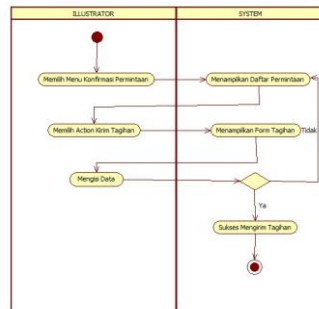 ILLUSTRATOR
SYSTEM
Memilih Menu Konfirmasi Permintaan
Menampilkan Daftar Permintaan
Memilih Action Kirim Tagihan
Menampilkan Form Tagihan
Tidak
Mengisi Data
Ya
Sukses Mengirim Tagihan